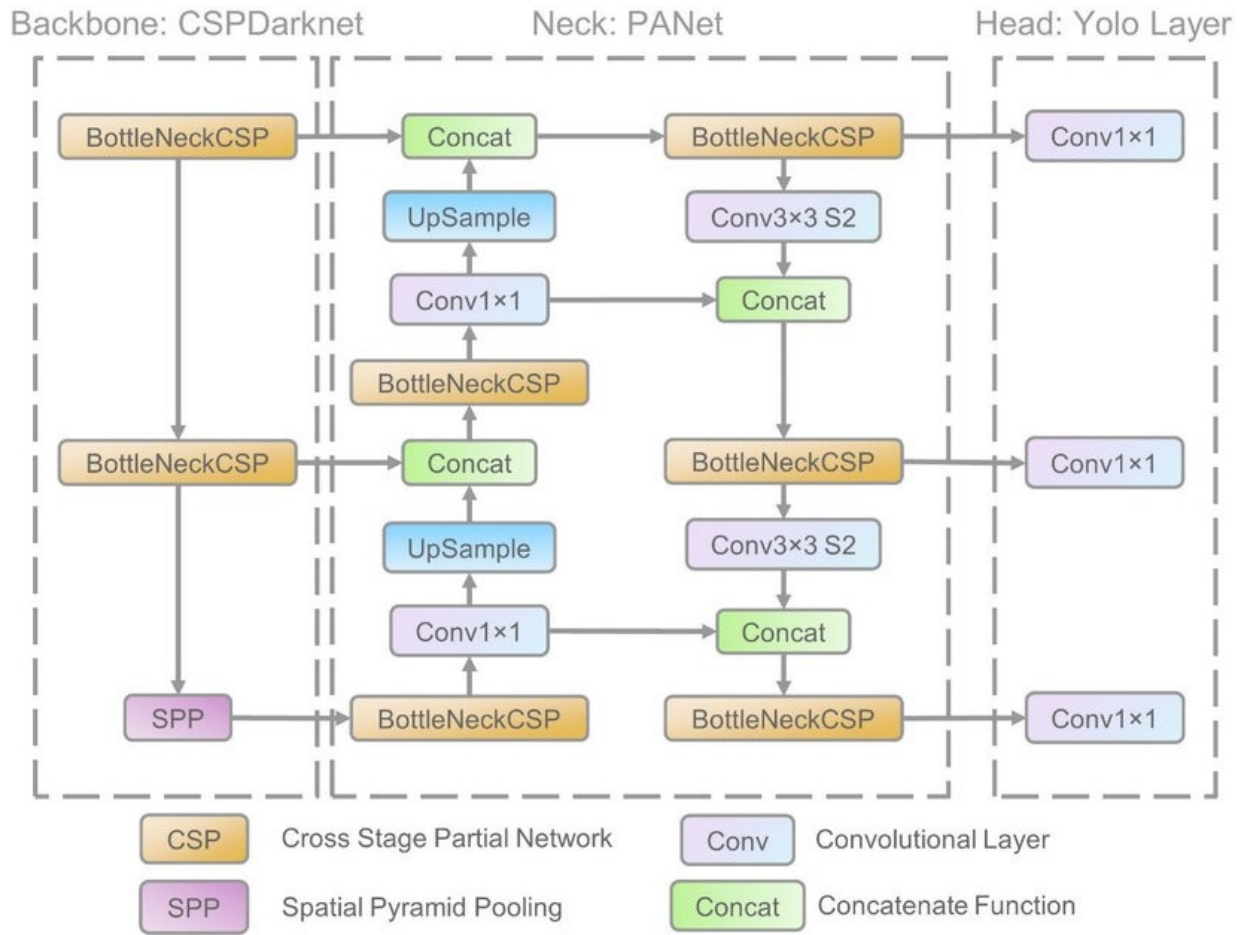 Backbone: CSPDarknet Neck: PANet Head: Yolo Layer
BottleNeckCSP Concat BottleNeckCSP Conv1×1
UpSample Conv3×3 S2
Conv1×1 Concat
BottleNeckCSP
BottleNeckCSP Concat BottleNeckCSP Conv1×1
UpSample Conv3×3 S2
Conv1×1 Concat
SPP BottleNeckCSP BottleNeckCSP Conv1×1
CSP Cross Stage Partial Network Conv Convolutional Layer
SPP Spatial Pyramid Pooling Concat Concatenate Function